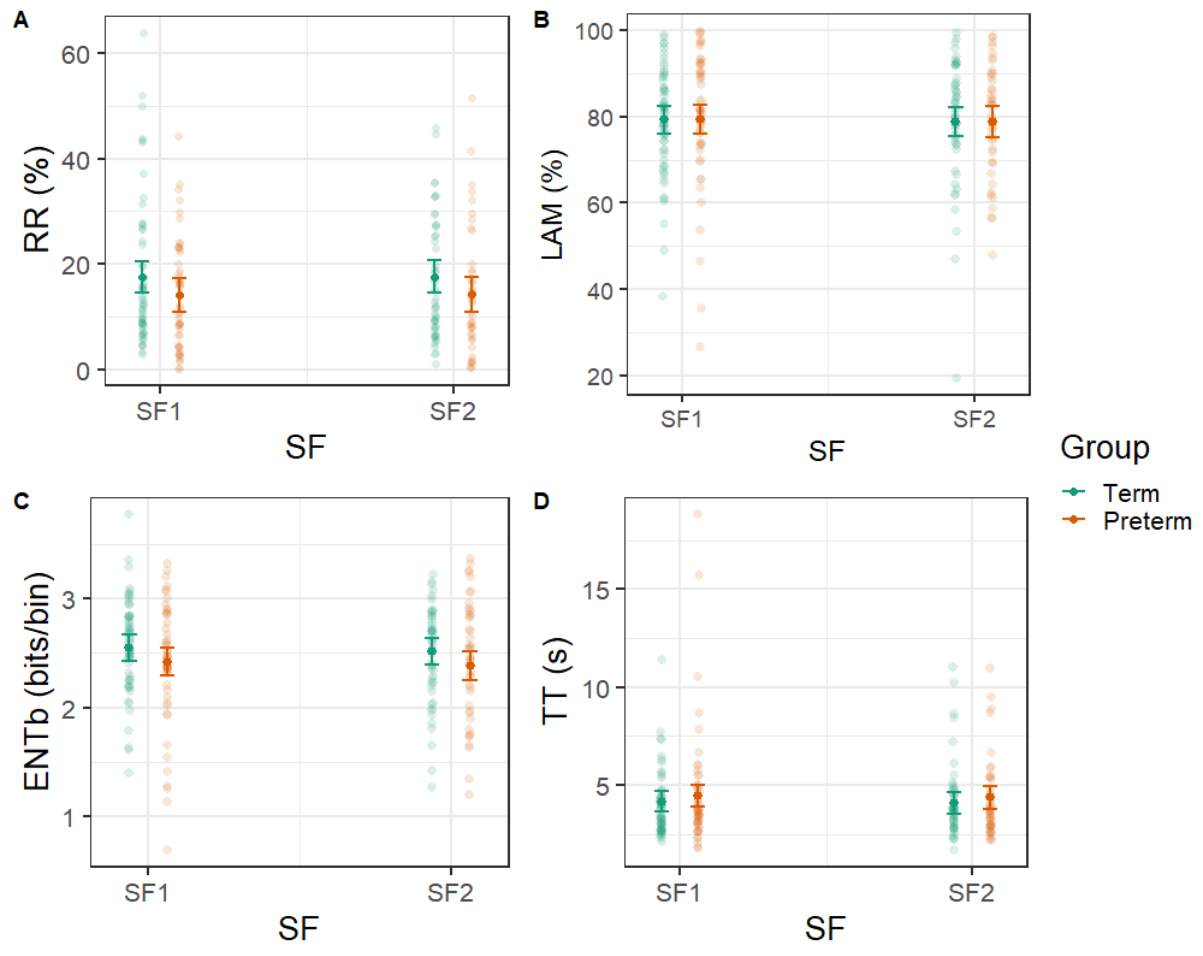 A
RR (%)
60
40
20
0
SF1
SF2
SF
B
LAM (%)
100
80
60
40
20
SF1
SF2
SF
C
ENTb (bits/bin)
3
2
1
SF1
SF2
SF
D
TT (s)
15
10
5
SF1
SF2
SF
Group
Term
Preterm